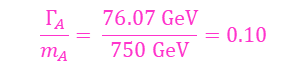 Γ_A / m_A = 76.07 GeV / 750 GeV = 0.10